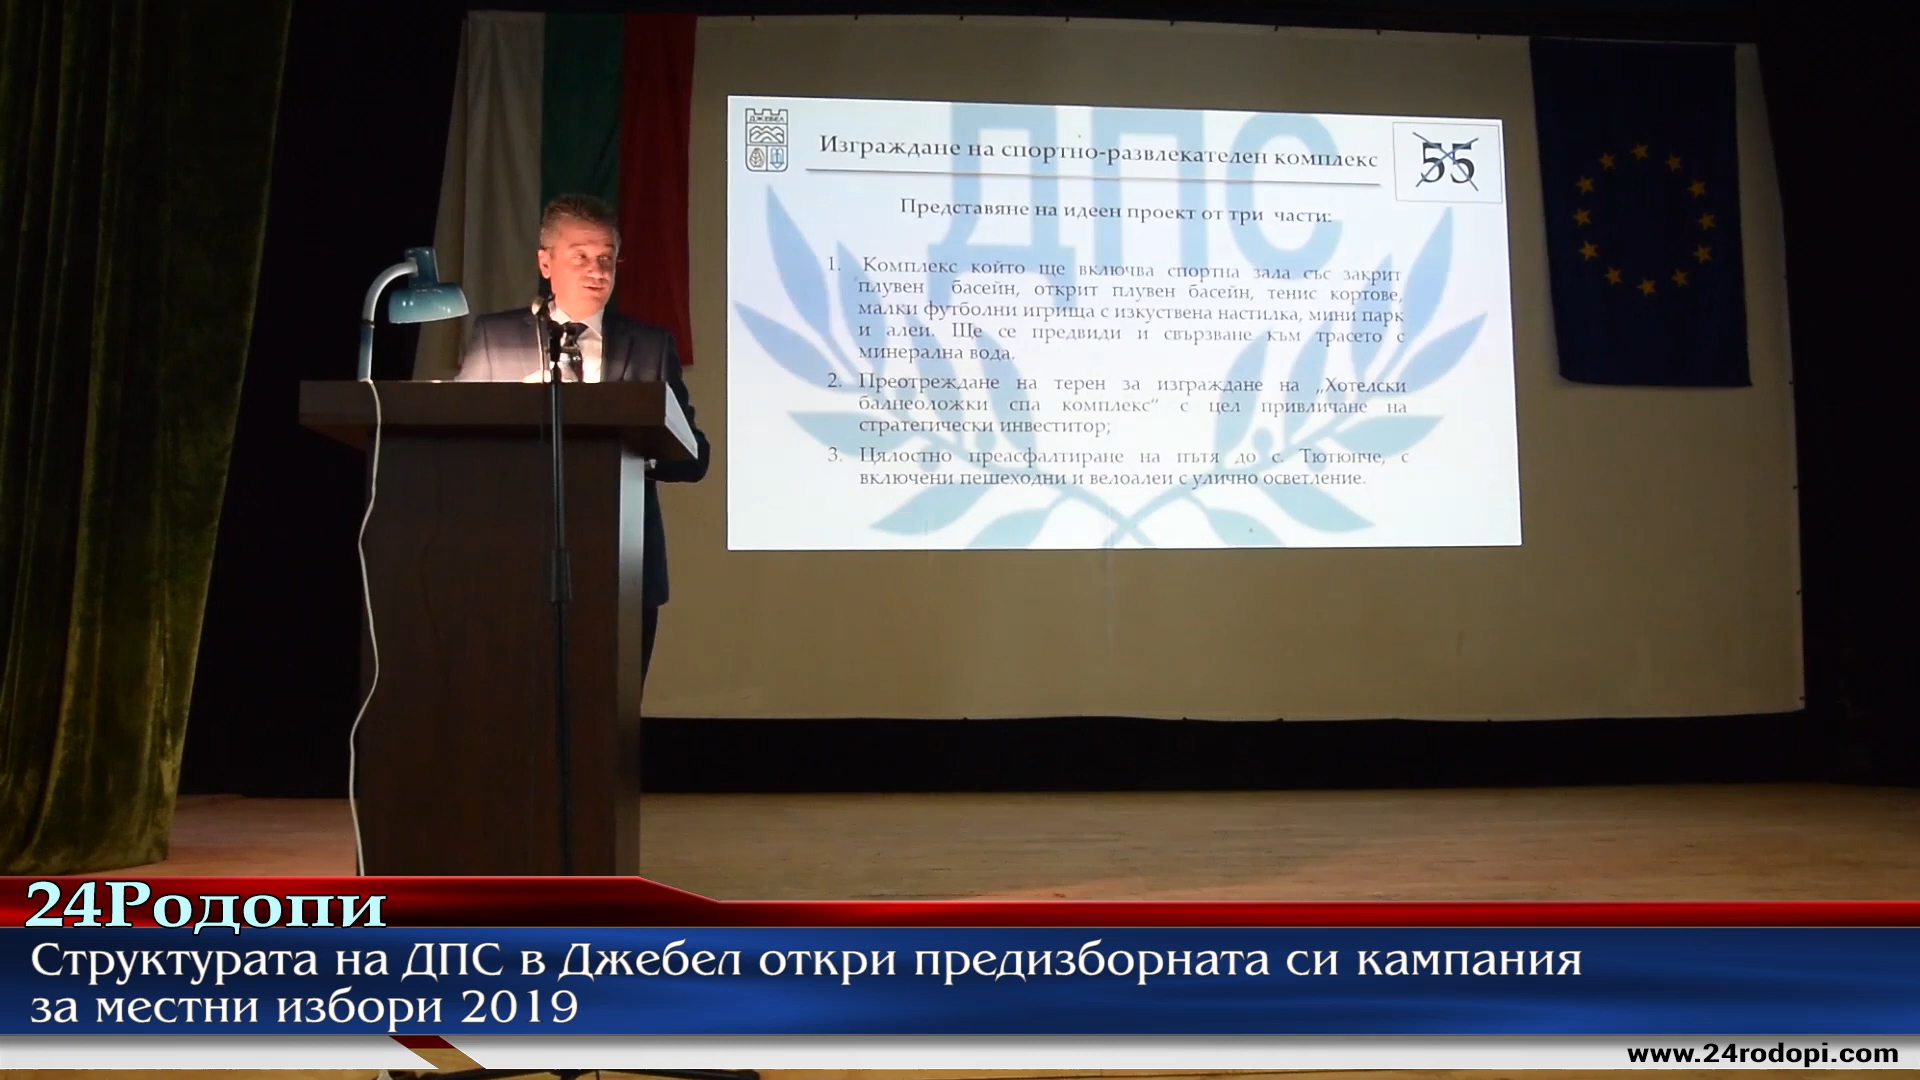 ДЖЕБЕЛ
ДПС
Изграждане на спортно-развлекателен комплекс
55
Представяне на идеен проект от три части:
1. Комплекс който ще включва спортна зала със закрит
плувен басейн, открит плувен басейн, тенис кортове,
малки футболни игрища с изкуствена настилка, мини парк
и алеи. Ще се предвиди и свързване към трасето с
минерална вода.
2. Преотреждане на терен за изграждане на „Хотелски
балнеоложки спа комплекс“ с цел привличане на
стратегически инвеститор;
3. Цялостно преасфалтиране на пътя до с. Тютюнче, с
включени пешеходни и велоалеи с улично осветление.
24Родопи
Структурата на ДПС в Джебел откри предизборната си кампания
за местни избори 2019
www.24rodopi.com